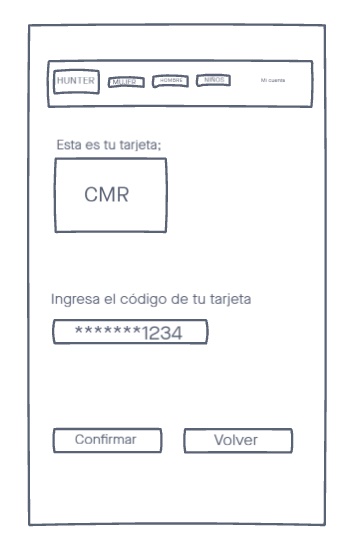 HUNTER MUJER HOMBRE NIÑOS Mi cuenta
Esta es tu tarjeta;
CMR
Ingresa el código de tu tarjeta
*******1234
Confirmar Volver